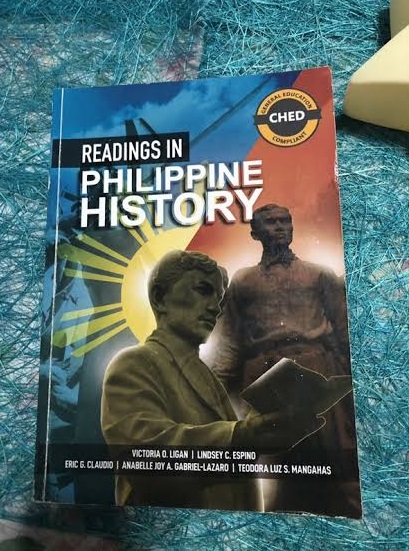 GENERAL EDUCATION
CHED
COMPLIANT
READINGS IN
PHILIPPINE
HISTORY
VICTORIA O. LIGAN | LINDSEY C. ESPINO
ERIC G. CLAUDIO | ANABELLE JOY A. GABRIEL-LAZARO | TEODORA LUZ S. MANGAHAS